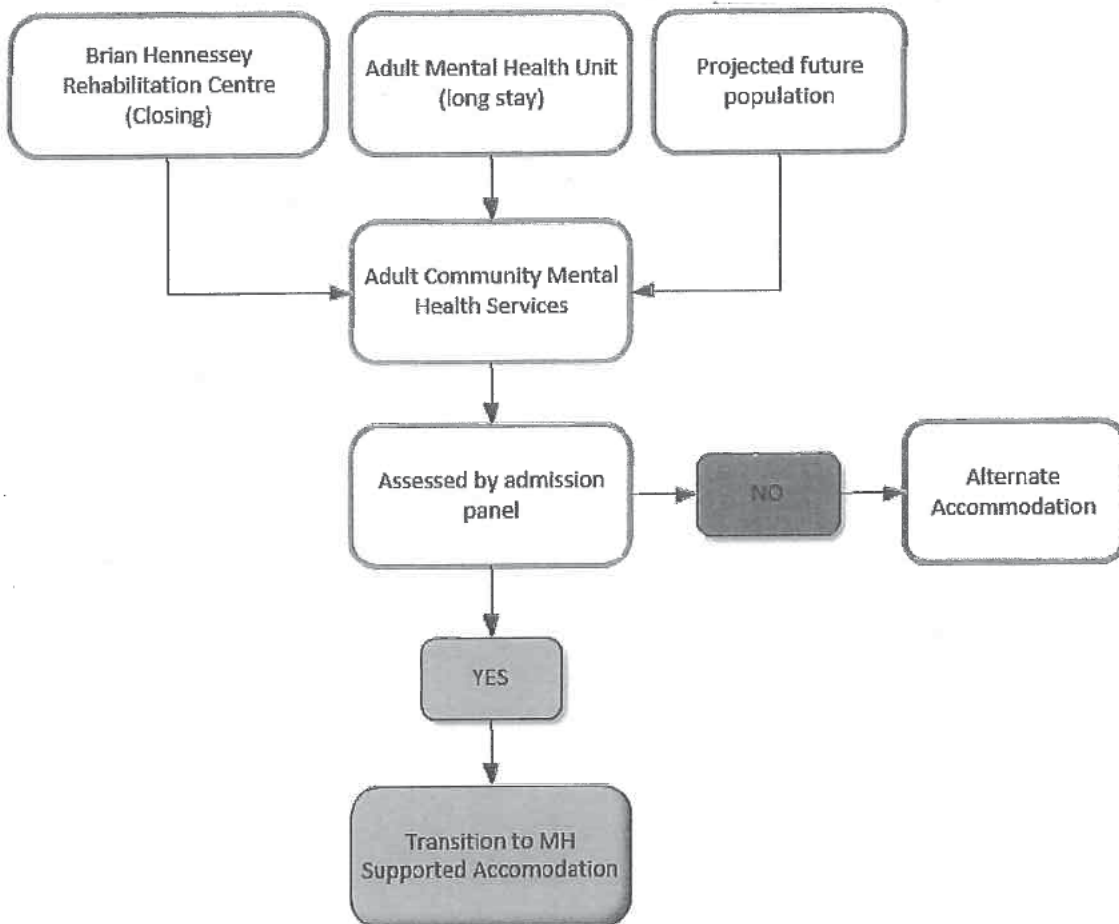 Brian Hennessey
Rehabilitation Centre
(Closing)
Adult Mental Health Unit
(long stay)
Projected future
population
Adult Community Mental
Health Services
Assessed by admission
panel
NO
Alternate
Accommodation
YES
Transition to MH
Supported Accomodation